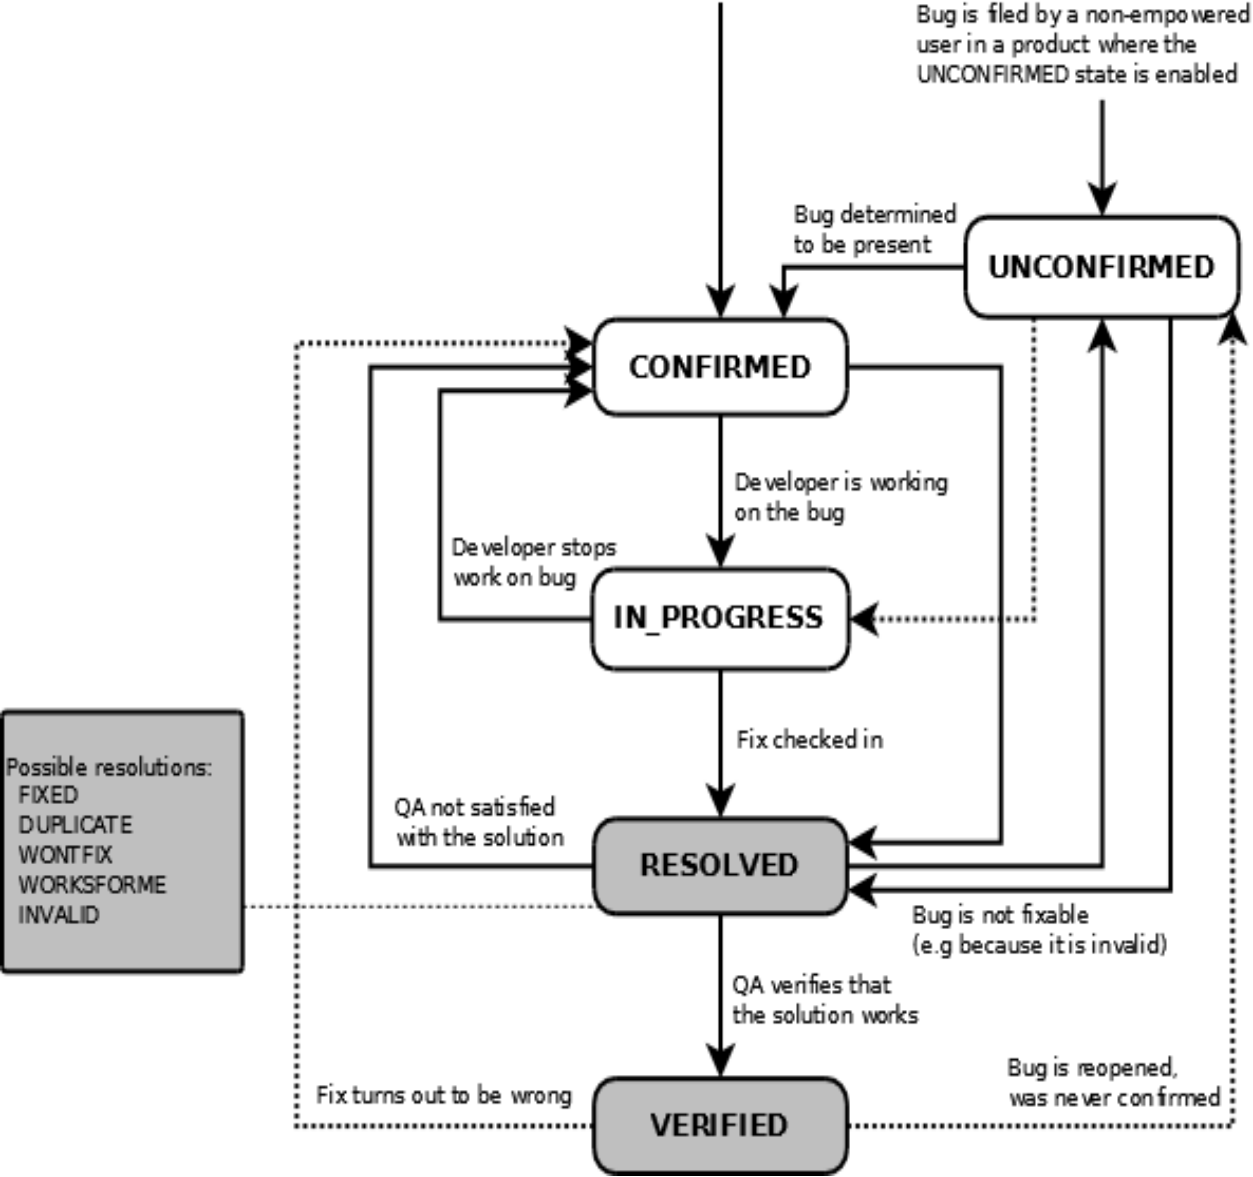 Bug is filed by a non-empowered
user in a product where the
UNCONFIRMED state is enabled
Bug determined
to be present
UNCONFIRMED
CONFIRMED
Developer is working
on the bug
Developer stops
work on bug
IN_PROGRESS
Fix checked in
Possible resolutions:
FIXED
DUPLICATE
WONTFIX
WORKSFORME
INVALID
QA not satisfied
with the solution
RESOLVED
Bug is not fixable
(e.g because it is invalid)
QA verifies that
the solution works
Fix turns out to be wrong
Bug is reopened,
was never confirmed
VERIFIED